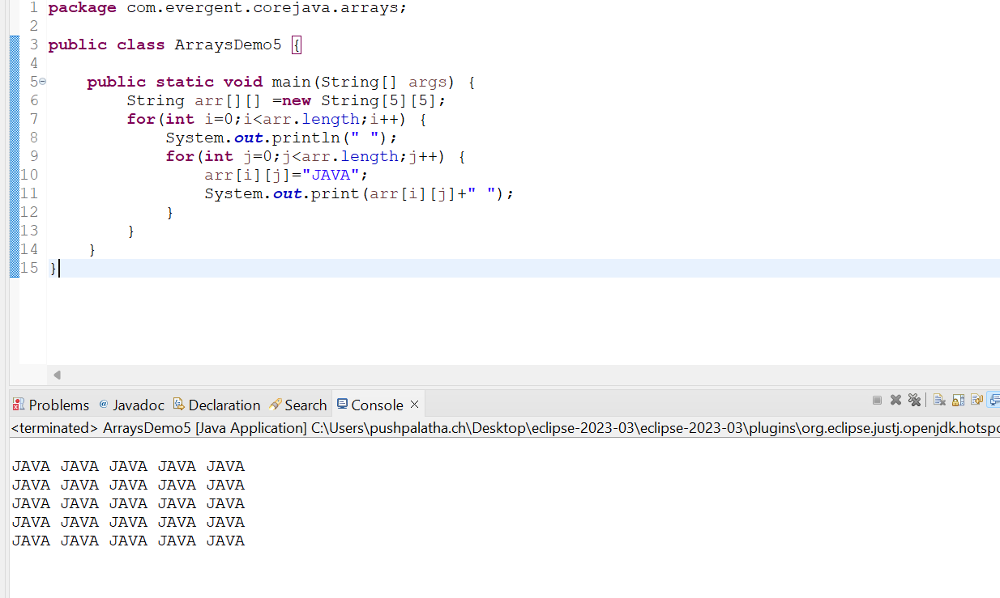 1 package com.evergent.corejava.arrays;
2
3 public class ArraysDemo5 {
4
5 public static void main(String[] args) {
6 String arr[][] =new String[5][5];
7 for(int i=0;i<arr.length;i++) {
8 System.out.println(" ");
9 for(int j=0;j<arr.length;j++) {
10 arr[i][j]="JAVA";
11 System.out.print(arr[i][j]+" ");
12 }
13 }
14 }
15 }
Problems @ Javadoc Declaration Search Console
<terminated> ArraysDemo5 [Java Application] C:\Users\pushpalatha.ch\Desktop\eclipse-2023-03\eclipse-2023-03\plugins\org.eclipse.justj.openjdk.hotspo
JAVA JAVA JAVA JAVA JAVA
JAVA JAVA JAVA JAVA JAVA
JAVA JAVA JAVA JAVA JAVA
JAVA JAVA JAVA JAVA JAVA
JAVA JAVA JAVA JAVA JAVA